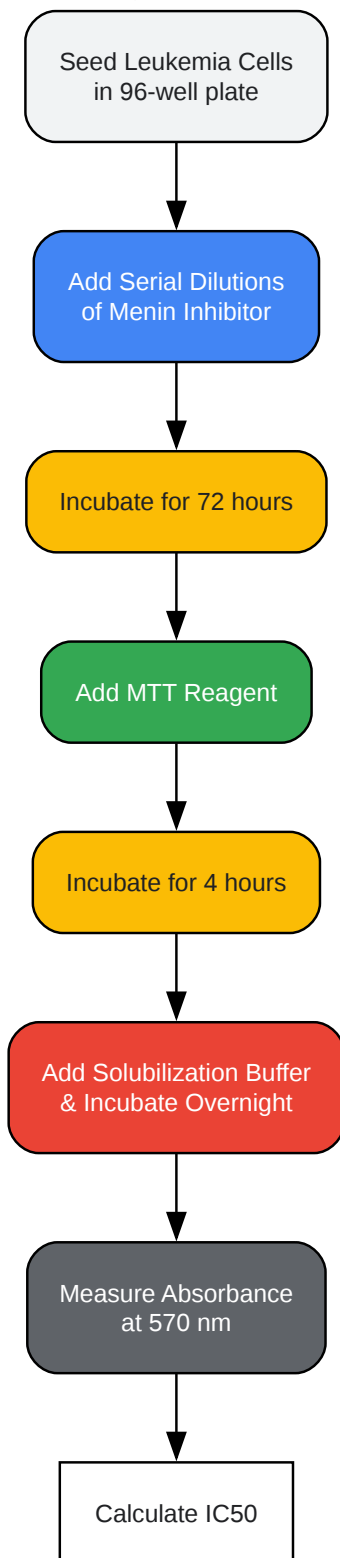 Seed Leukemia Cells
in 96-well plate
Add Serial Dilutions
of Menin Inhibitor
Incubate for 72 hours
Add MTT Reagent
Incubate for 4 hours
Add Solubilization Buffer
& Incubate Overnight
Measure Absorbance
at 570 nm
Calculate IC50